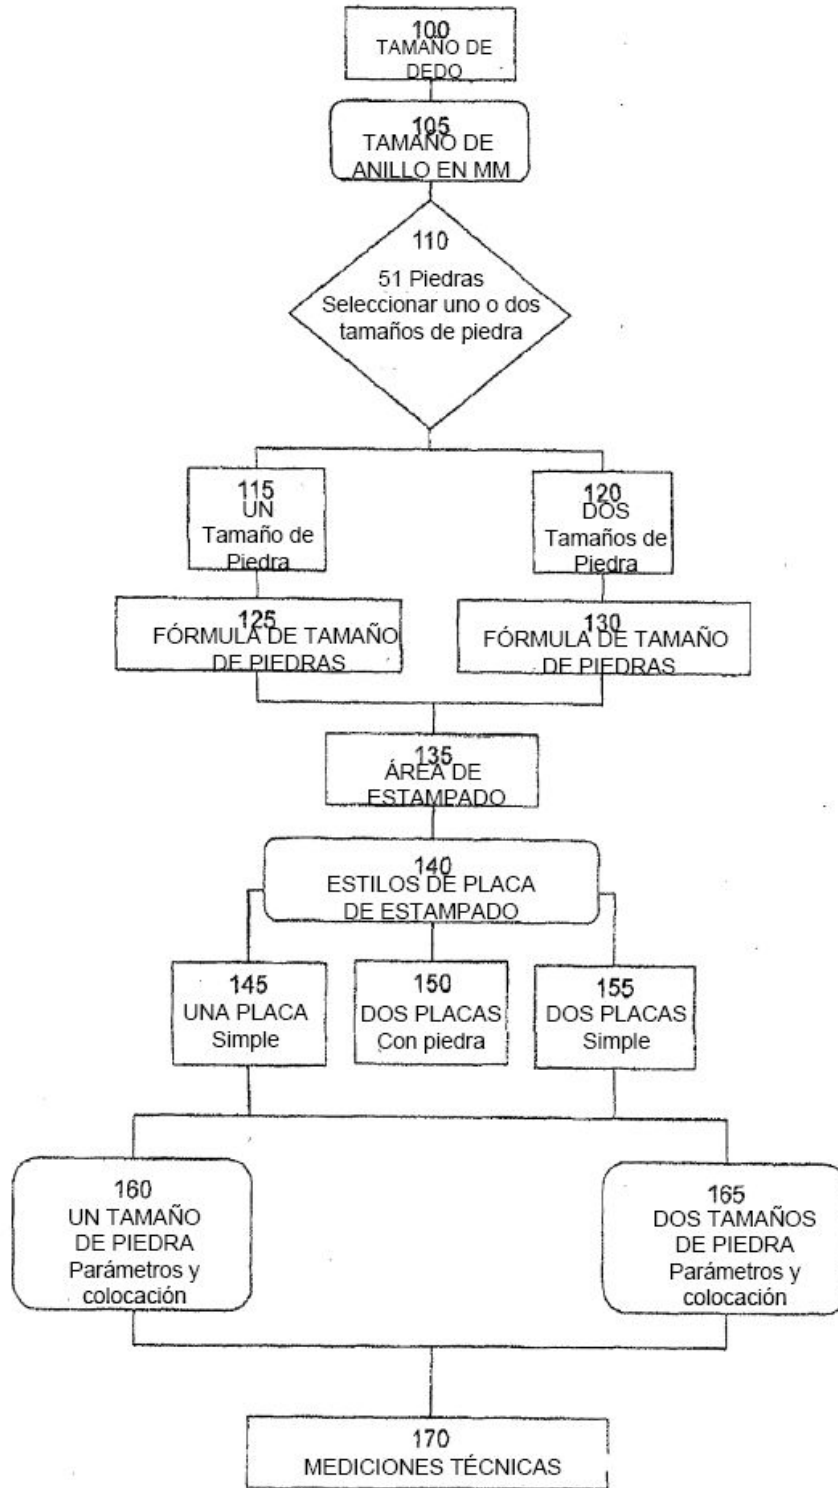 100
TAMAÑO DE
DEDO
105
TAMAÑO DE
ANILLO EN MM
110
51 Piedras
Seleccionar uno o dos
tamaños de piedra
115
UN
Tamaño de
Piedra
120
DOS
Tamaños de
Piedra
125
FÓRMULA DE TAMAÑO
DE PIEDRAS
130
FÓRMULA DE TAMAÑO
DE PIEDRAS
135
ÁREA DE
ESTAMPADO
140
ESTILOS DE PLACA
DE ESTAMPADO
145
UNA PLACA
Simple
150
DOS PLACAS
Con piedra
155
DOS PLACAS
Simple
160
UN TAMAÑO
DE PIEDRA
Parámetros y
colocación
165
DOS TAMAÑOS
DE PIEDRA
Parámetros y
colocación
170
MEDICIONES TÉCNICAS